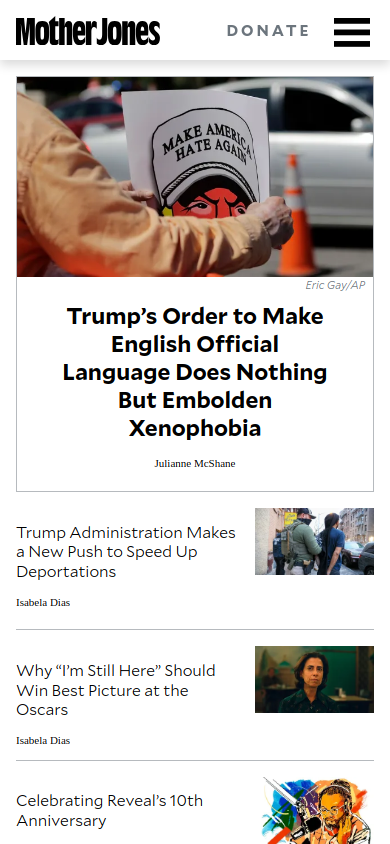 Mother Jones
DONATE
MAKE AMERICA
HATE AGAIN
Eric Gay/AP
Trump’s Order to Make
English Official
Language Does Nothing
But Embolden
Xenophobia
Julianne McShane
Trump Administration Makes
a New Push to Speed Up
Deportations
Isabela Dias
Why “I’m Still Here” Should
Win Best Picture at the
Oscars
Isabela Dias
Celebrating Reveal’s 10th
Anniversary